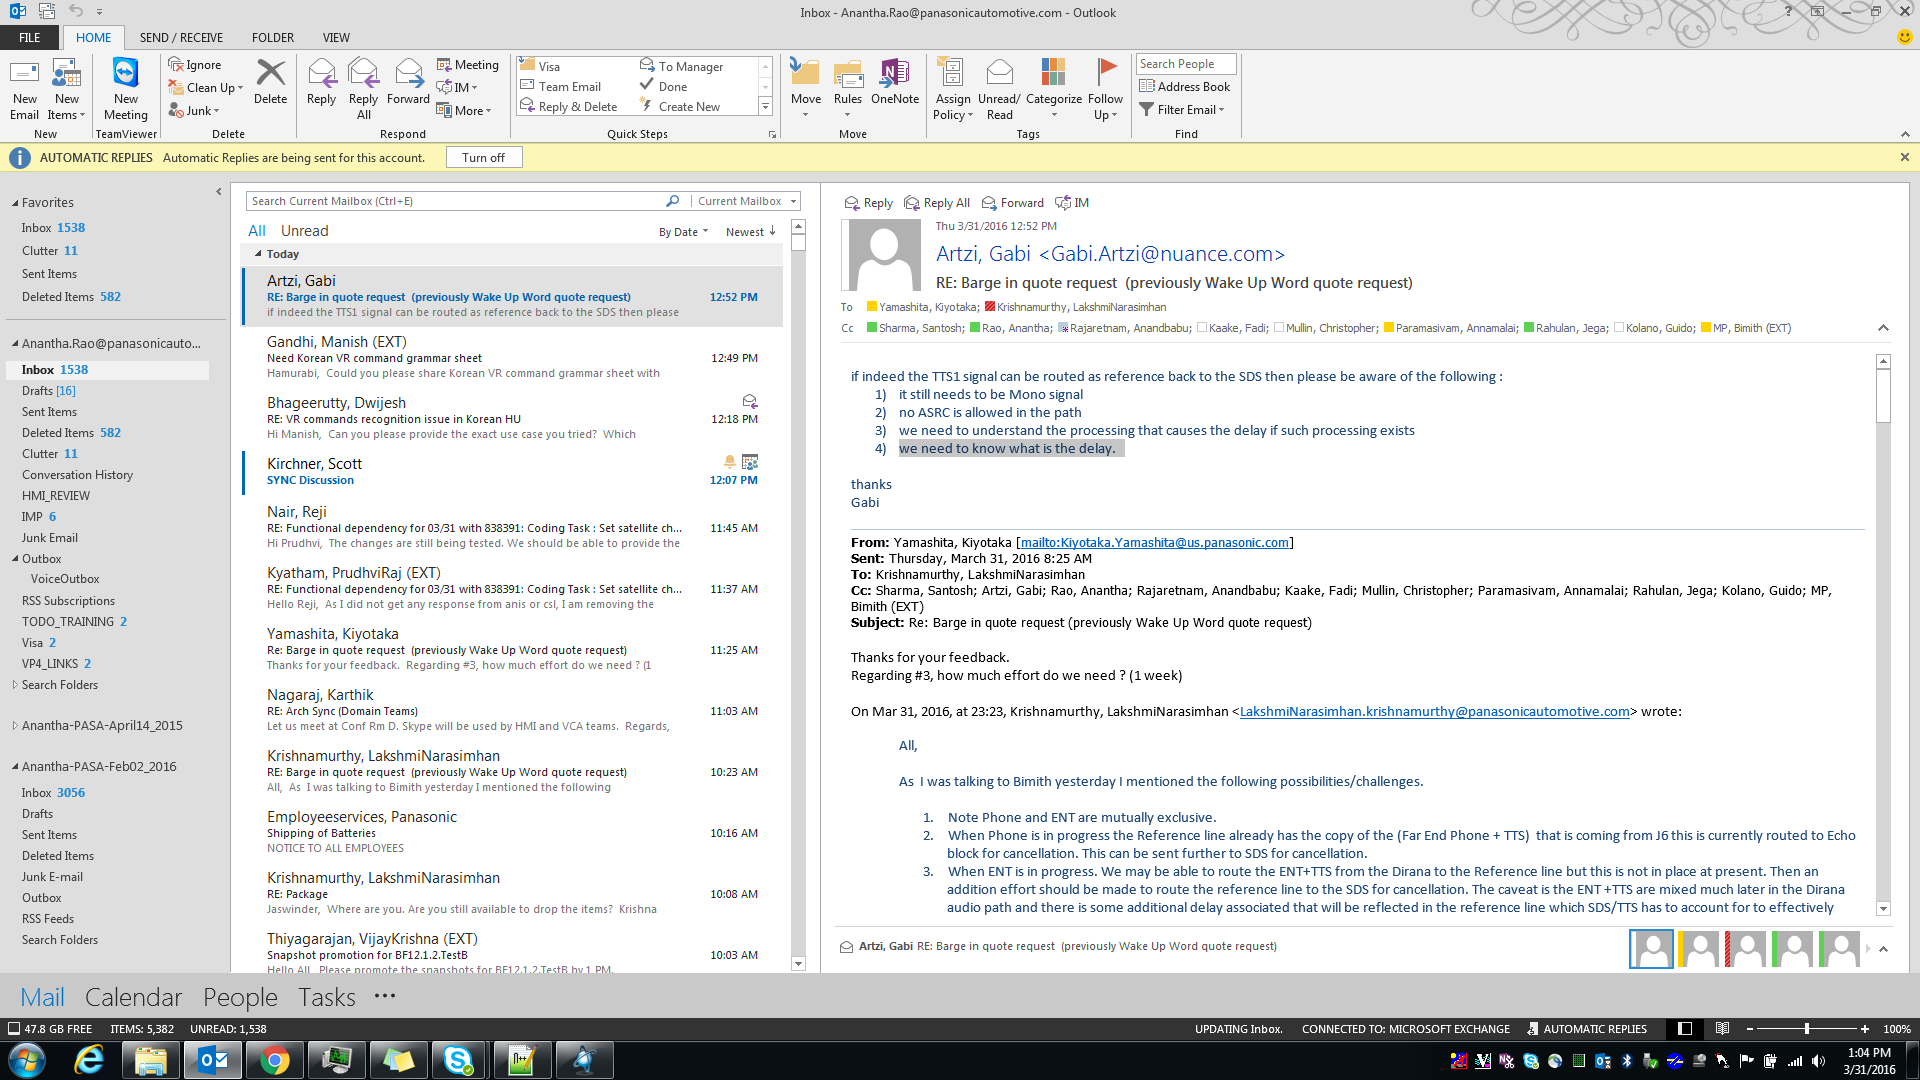 Inbox - Anantha.Rao@panasonicautomotive.com - Outlook
FILE HOME SEND / RECEIVE FOLDER VIEW
New Email
New Items
New
New Meeting
TeamViewer
Ignore
Clean Up
Junk
Delete
Delete
Reply
Reply All
Forward
Meeting
IM
More
Respond
Visa
Team Email
Reply & Delete
To Manager
Done
Create New
Quick Steps
Move
Rules
OneNote
Move
Assign Policy
Unread/ Read
Categorize
Follow Up
Tags
Search People
Address Book
Filter Email
Find
AUTOMATIC REPLIES Automatic Replies are being sent for this account. Turn off
Favorites
Inbox 1538
Clutter 11
Sent Items
Deleted Items 582
Anantha.Rao@panasonicauto...
Inbox 1538
Drafts [16]
Sent Items
Deleted Items 582
Clutter 11
Conversation History
HMI_REVIEW
IMP 6
Junk Email
Outbox
VoiceOutbox
RSS Subscriptions
TODO_TRAINING 2
Visa 2
VP4_LINKS 2
Search Folders
Anantha-PASA-April14_2015
Anantha-PASA-Feb02_2016
Inbox 3056
Drafts
Sent Items
Deleted Items
Junk E-mail
Outbox
RSS Feeds
Search Folders
Search Current Mailbox (Ctrl+E) Current Mailbox
All Unread By Date Newest
Today
Artzi, Gabi
RE: Barge in quote request (previously Wake Up Word quote request) 12:52 PM
if indeed the TTS1 signal can be routed as reference back to the SDS then please
Gandhi, Manish (EXT)
Need Korean VR command grammar sheet 12:49 PM
Hamurabi, Could you please share Korean VR command grammar sheet with
Bhageerutty, Dwijesh
RE: VR commands recognition issue in Korean HU 12:18 PM
Hi Manish, Can you please provide the exact use case you tried? Which
Kirchner, Scott
SYNC Discussion 12:07 PM
Nair, Reji
RE: Functional dependency for 03/31 with 838391: Coding Task : Set satellite ch... 11:45 AM
Hi Prudhvi, The changes are still being tested. We should be able to provide the
Kyatham, PrudhviRaj (EXT)
RE: Functional dependency for 03/31 with 838391: Coding Task : Set satellite ch... 11:37 AM
Hello Reji, As I did not get any response from anis or csl, I am removing the
Yamashita, Kiyotaka
Re: Barge in quote request (previously Wake Up Word quote request) 11:25 AM
Thanks for your feedback. Regarding #3, how much effort do we need ? (1
Nagaraj, Karthik
RE: Arch Sync (Domain Teams) 11:03 AM
Let us meet at Conf Rm D. Skype will be used by HMI and VCA teams. Regards,
Krishnamurthy, LakshmiNarasimhan
RE: Barge in quote request (previously Wake Up Word quote request) 10:23 AM
All, As I was talking to Bimith yesterday I mentioned the following
Employeeservices, Panasonic
Shipping of Batteries 10:16 AM
NOTICE TO ALL EMPLOYEES
Krishnamurthy, LakshmiNarasimhan
RE: Package 10:08 AM
Jaswinder, Where are you. Are you still available to drop the items? Krishna
Thiyagarajan, VijayKrishna (EXT)
Snapshot promotion for BF12.1.2.TestB 10:03 AM
Hello All, Please promote the snapshots for BF12.1.2.TestB by 1 PM.
Reply Reply All Forward IM
Thu 3/31/2016 12:52 PM
Artzi, Gabi <Gabi.Artzi@nuance.com>
RE: Barge in quote request (previously Wake Up Word quote request)
To Yamashita, Kiyotaka; Krishnamurthy, LakshmiNarasimhan
Cc Sharma, Santosh; Rao, Anantha; Rajaretnam, Anandbabu; Kaake, Fadi; Mullin, Christopher; Paramasivam, Annamalai; Rahulan, Jega; Kolano, Guido; MP, Bimith (EXT)
if indeed the TTS1 signal can be routed as reference back to the SDS then please be aware of the following :
1) it still needs to be Mono signal
2) no ASRC is allowed in the path
3) we need to understand the processing that causes the delay if such processing exists
4) we need to know what is the delay.
thanks
Gabi
From: Yamashita, Kiyotaka [mailto:Kiyotaka.Yamashita@us.panasonic.com]
Sent: Thursday, March 31, 2016 8:25 AM
To: Krishnamurthy, LakshmiNarasimhan
Cc: Sharma, Santosh; Artzi, Gabi; Rao, Anantha; Rajaretnam, Anandbabu; Kaake, Fadi; Mullin, Christopher; Paramasivam, Annamalai; Rahulan, Jega; Kolano, Guido; MP,
Bimith (EXT)
Subject: Re: Barge in quote request (previously Wake Up Word quote request)
Thanks for your feedback.
Regarding #3, how much effort do we need ? (1 week)
On Mar 31, 2016, at 23:23, Krishnamurthy, LakshmiNarasimhan <LakshmiNarasimhan.krishnamurthy@panasonicautomotive.com> wrote:
All,
As I was talking to Bimith yesterday I mentioned the following possibilities/challenges.
1. Note Phone and ENT are mutually exclusive.
2. When Phone is in progress the Reference line already has the copy of the (Far End Phone + TTS) that is coming from J6 this is currently routed to Echo
block for cancellation. This can be sent further to SDS for cancellation.
3. When ENT is in progress. We may be able to route the ENT+TTS from the Dirana to the Reference line but this is not in place at present. Then an
addition effort should be made to route the reference line to the SDS for cancellation. The caveat is the ENT +TTS are mixed much later in the Dirana
audio path and there is some additional delay associated that will be reflected in the reference line which SDS/TTS has to account for to effectively
Artzi, Gabi RE: Barge in quote request (previously Wake Up Word quote request)
Mail Calendar People Tasks ...
47.8 GB FREE ITEMS: 5,382 UNREAD: 1,538 UPDATING Inbox. CONNECTED TO: MICROSOFT EXCHANGE AUTOMATIC REPLIES 100%
1:04 PM
3/31/2016